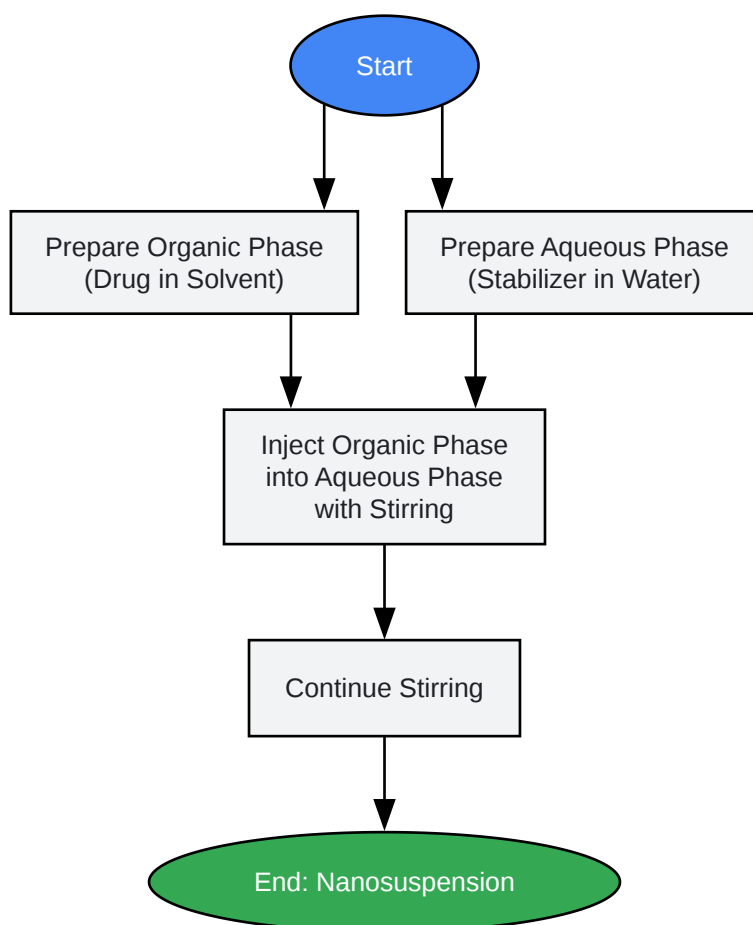 Start
Prepare Organic Phase
(Drug in Solvent)
Prepare Aqueous Phase
(Stabilizer in Water)
Inject Organic Phase
into Aqueous Phase
with Stirring
Continue Stirring
End: Nanosuspension